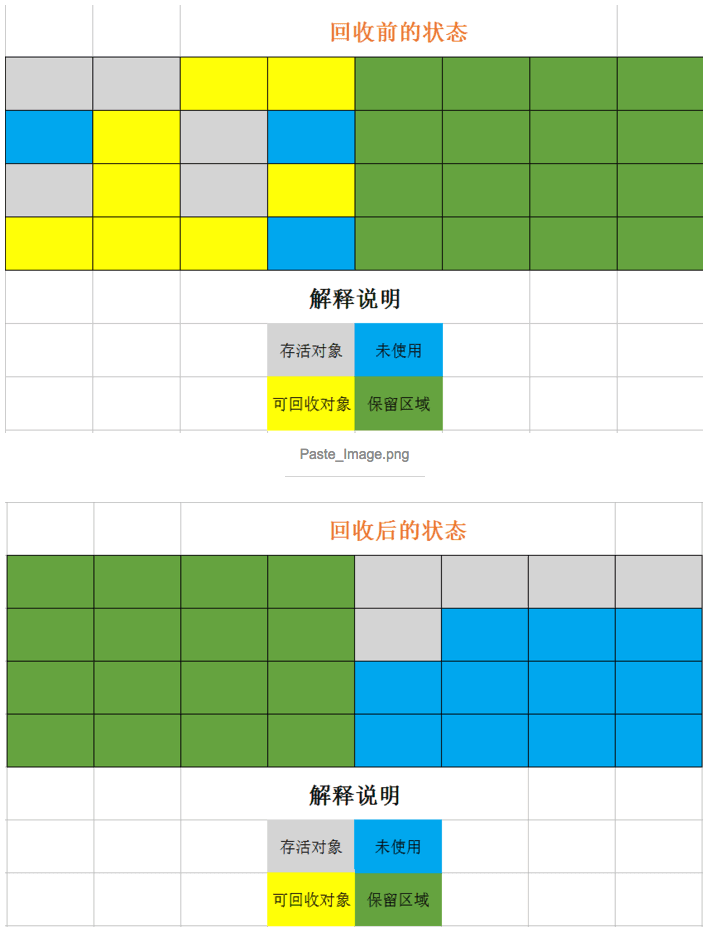 回收前的状态
解释说明
存活对象 未使用
可回收对象 保留区域
Paste_Image.png
回收后的状态
解释说明
存活对象 未使用
可回收对象 保留区域